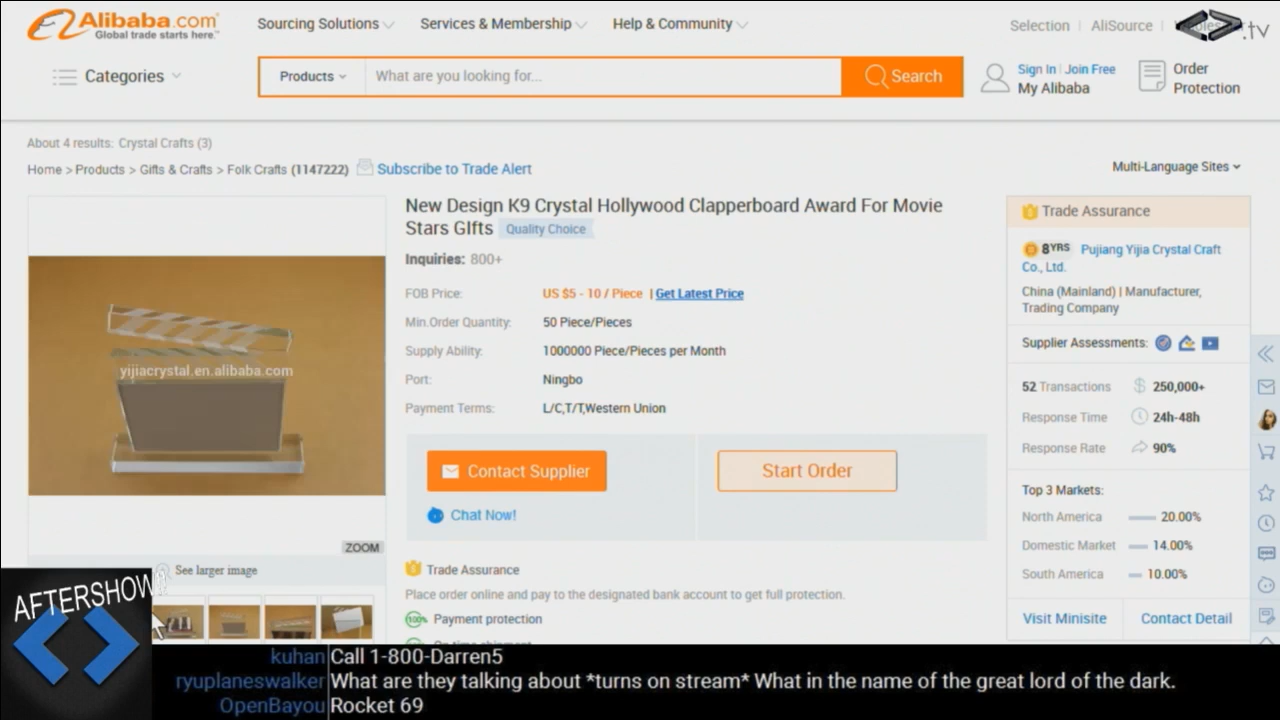 Alibaba.com
Global trade starts here.™
Sourcing Solutions
Services & Membership
Help & Community
Selection
AliSource
.tv
Categories
Products
What are you looking for...
Search
Sign In | Join Free
My Alibaba
Order
Protection
About 4 results: Crystal Crafts (3)
Home > Products > Gifts & Crafts > Folk Crafts (1147222)
Subscribe to Trade Alert
Multi-Language Sites
New Design K9 Crystal Hollywood Clapperboard Award For Movie
Stars GIfts Quality Choice
Inquiries: 800+
FOB Price: US $5 - 10 / Piece | Get Latest Price
Min.Order Quantity: 50 Piece/Pieces
Supply Ability: 1000000 Piece/Pieces per Month
Port: Ningbo
Payment Terms: L/C,T/T,Western Union
Contact Supplier
Start Order
Chat Now!
Trade Assurance
Place order online and pay to the designated bank account to get full protection.
100% Payment protection
On-time shipment
yijiacrystal.en.alibaba.com
ZOOM
See larger image
Trade Assurance
8 YRS Pujiang Yijia Crystal Craft
Co., Ltd.
China (Mainland) | Manufacturer,
Trading Company
Supplier Assessments:
52 Transactions $ 250,000+
Response Time 24h-48h
Response Rate 90%
Top 3 Markets:
North America 20.00%
Domestic Market 14.00%
South America 10.00%
Visit Minisite
Contact Detail
AFTERSHOW!
kuhan Call 1-800-Darren5
ryuplaneswalker What are they talking about *turns on stream* What in the name of the great lord of the dark.
OpenBayou Rocket 69